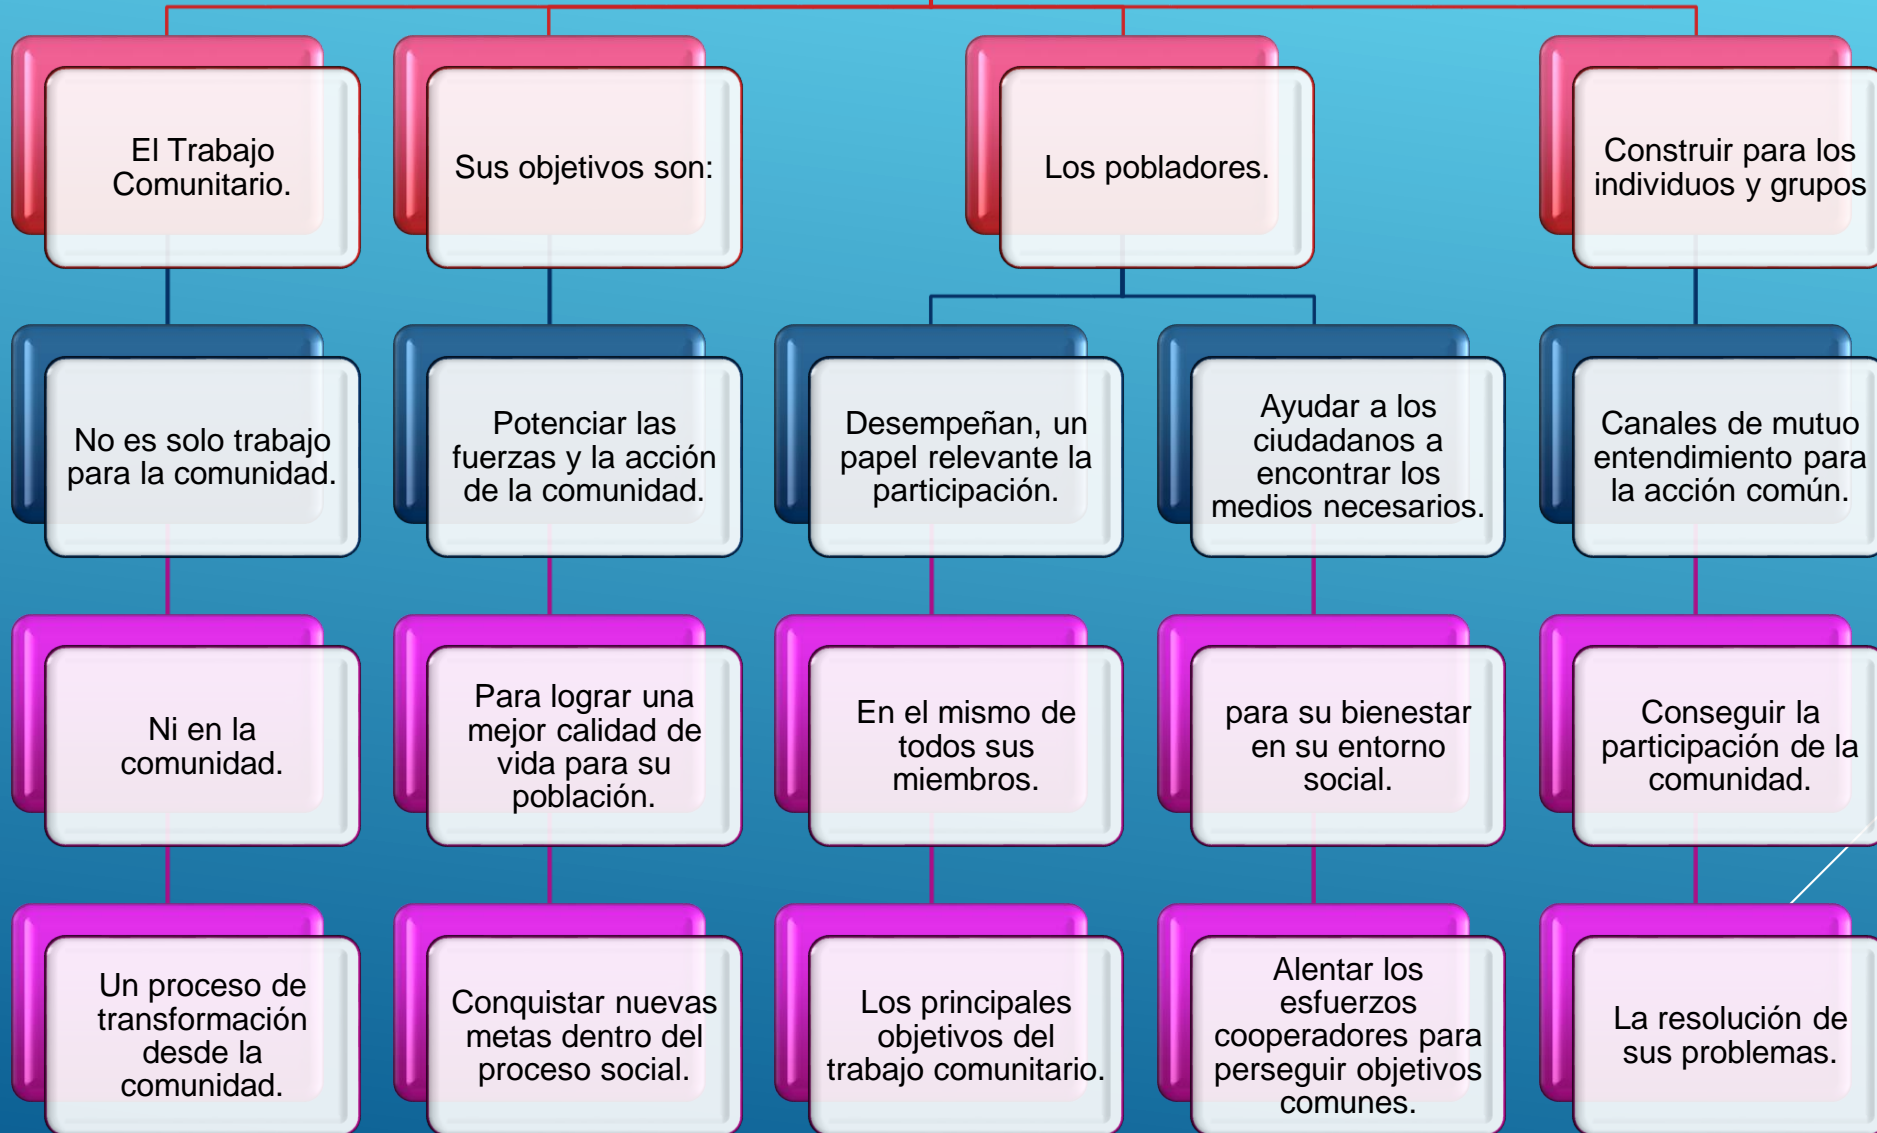 El Trabajo
Comunitario.
Sus objetivos son:
Los pobladores.
Construir para los
individuos y grupos
No es solo trabajo
para la comunidad.
Potenciar las
fuerzas y la acción
de la comunidad.
Desempeñan, un
papel relevante la
participación.
Ayudar a los
ciudadanos a
encontrar los
medios necesarios.
Canales de mutuo
entendimiento para
la acción común.
Ni en la
comunidad.
Para lograr una
mejor calidad de
vida para su
población.
En el mismo de
todos sus
miembros.
para su bienestar
en su entorno
social.
Conseguir la
participación de la
comunidad.
Un proceso de
transformación
desde la
comunidad.
Conquistar nuevas
metas dentro del
proceso social.
Los principales
objetivos del
trabajo comunitario.
Alentar los
esfuerzos
cooperadores para
perseguir objetivos
comunes.
La resolución de
sus problemas.